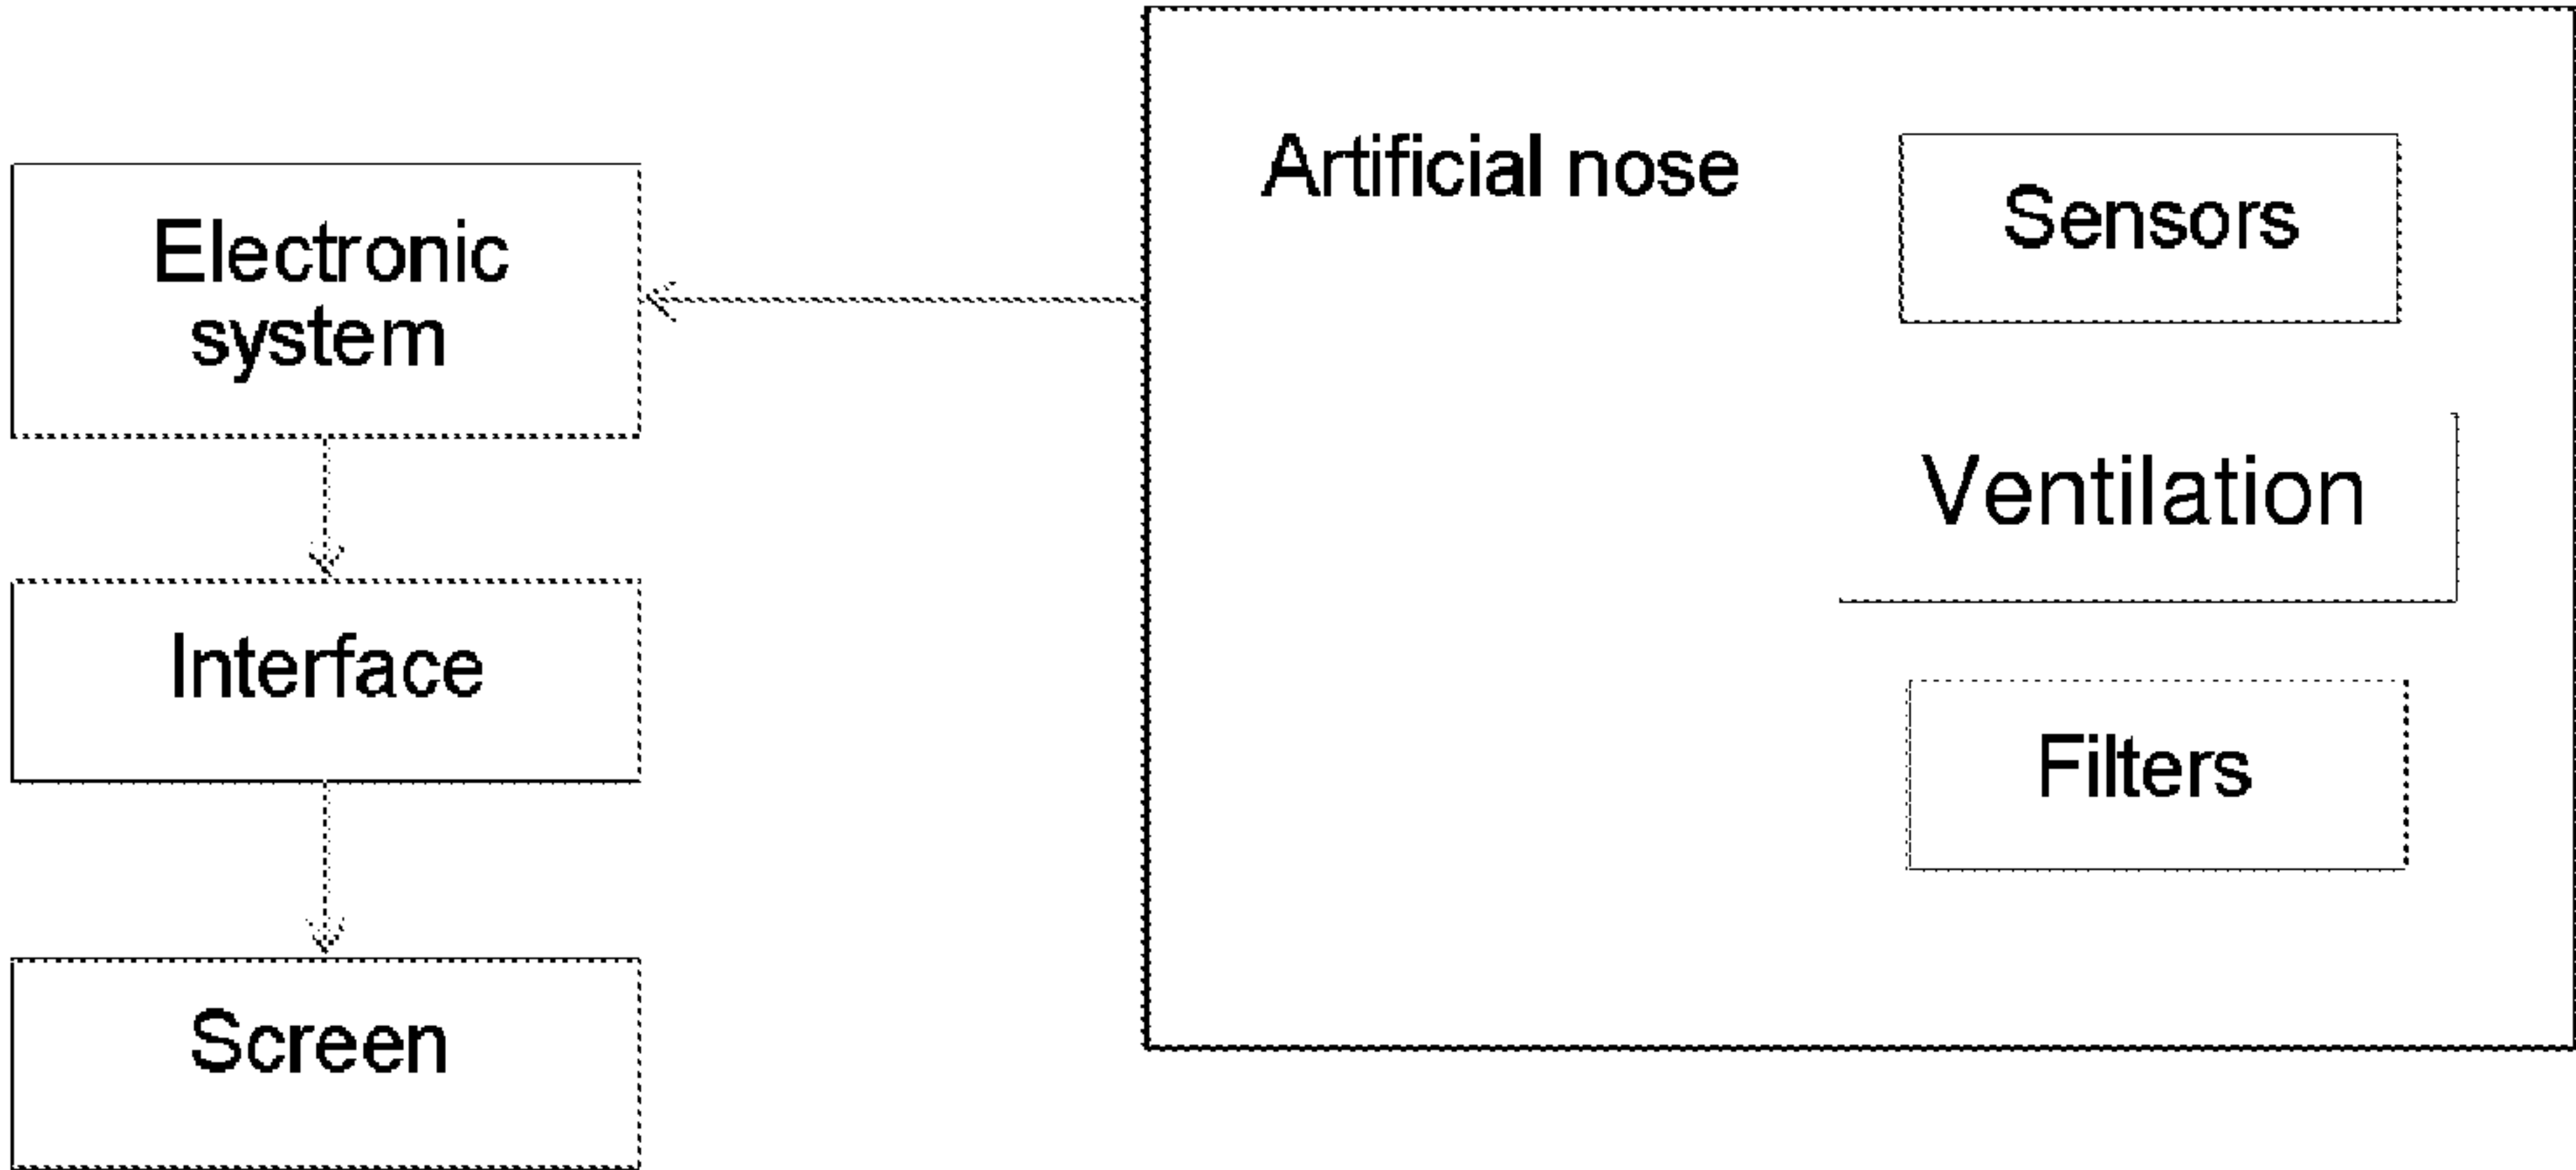 Electronic
system
Interface
Screen
Artificial nose
Sensors
Ventilation
Filters